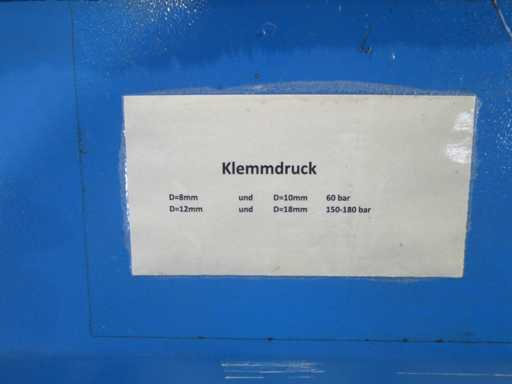 Klemmdruck
D=8mm und D=10mm 60 bar
D=12mm und D=18mm 150-180 bar